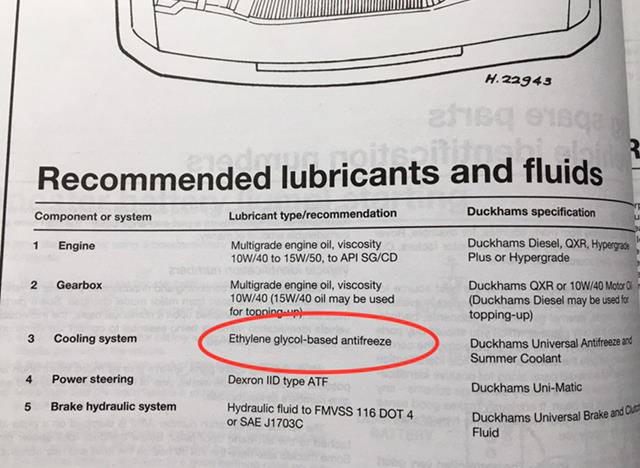 H.22943
Recommended lubricants and fluids
Component or system
Lubricant type/recommendation
Duckhams specification
1 Engine
Multigrade engine oil, viscosity
10W/40 to 15W/50, to API SG/CD
Duckhams Diesel, QXR, Hypergrade
Plus or Hypergrade
2 Gearbox
Multigrade engine oil, viscosity
10W/40 (15W/40 oil may be used
for topping-up)
Duckhams QXR or 10W/40 Motor Oil
(Duckhams Diesel may be used for
topping-up)
3 Cooling system
Ethylene glycol-based antifreeze
Duckhams Universal Antifreeze and
Summer Coolant
4 Power steering
Dexron IID type ATF
Duckhams Uni-Matic
5 Brake hydraulic system
Hydraulic fluid to FMVSS 116 DOT 4
or SAE J1703C
Duckhams Universal Brake and Clutch
Fluid